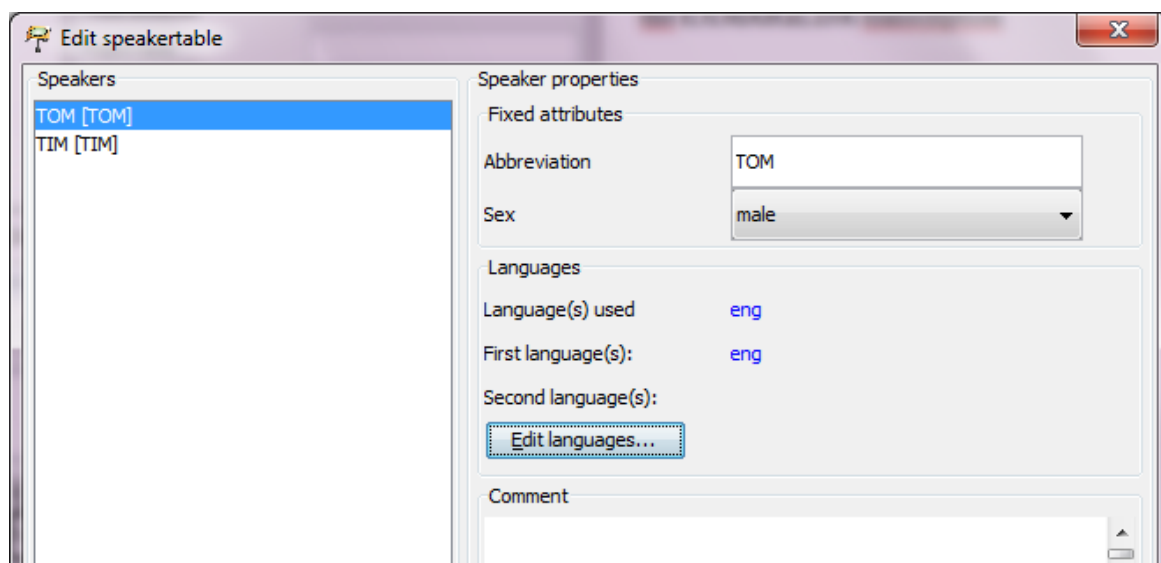 Edit speakertable
Speakers
TOM [TOM]
TIM [TIM]
Speaker properties
Fixed attributes
Abbreviation TOM
Sex male
Languages
Language(s) used eng
First language(s): eng
Second language(s):
Edit languages...
Comment